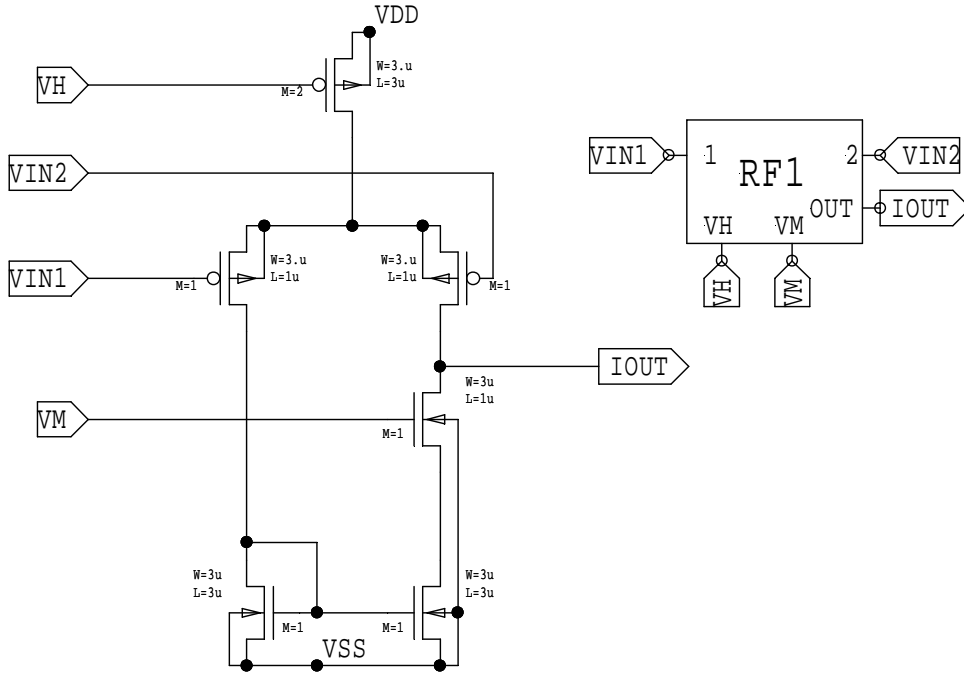 VDD
VH
M=2
W=3.u
L=3u
VIN2
VIN1
M=1
W=3.u
L=1u
W=3.u
L=1u
M=1
IOUT
W=3u
L=1u
VM
M=1
W=3u
L=3u
M=1
M=1
W=3u
L=3u
VSS
VIN1
1
RF1
2
VIN2
OUT
IOUT
VH
VM
VH
VM